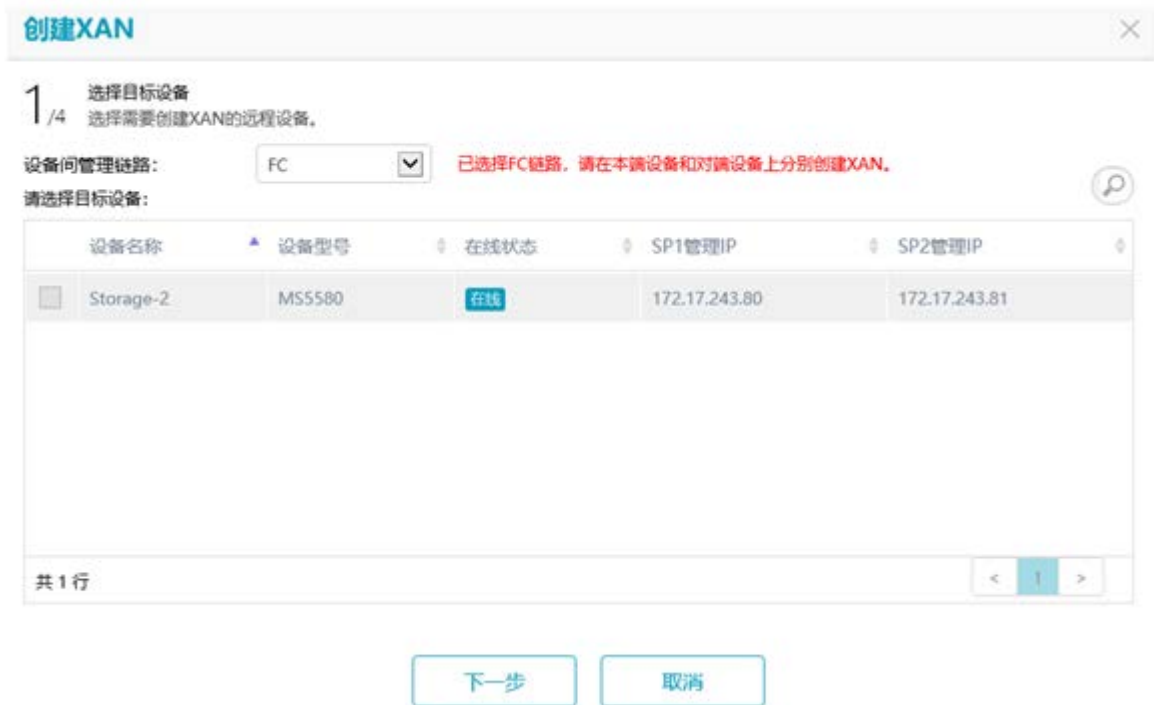 创建XAN
1/4 选择目标设备
选择需要创建XAN的远程设备。
设备间管理链路： FC 已选择FC链路，请在本端设备和对端设备上分别创建XAN。
请选择目标设备：
设备名称 设备型号 在线状态 SP1管理IP SP2管理IP
Storage-2 MS5580 在线 172.17.243.80 172.17.243.81
共 1 行 < 1 >
下一步 取消